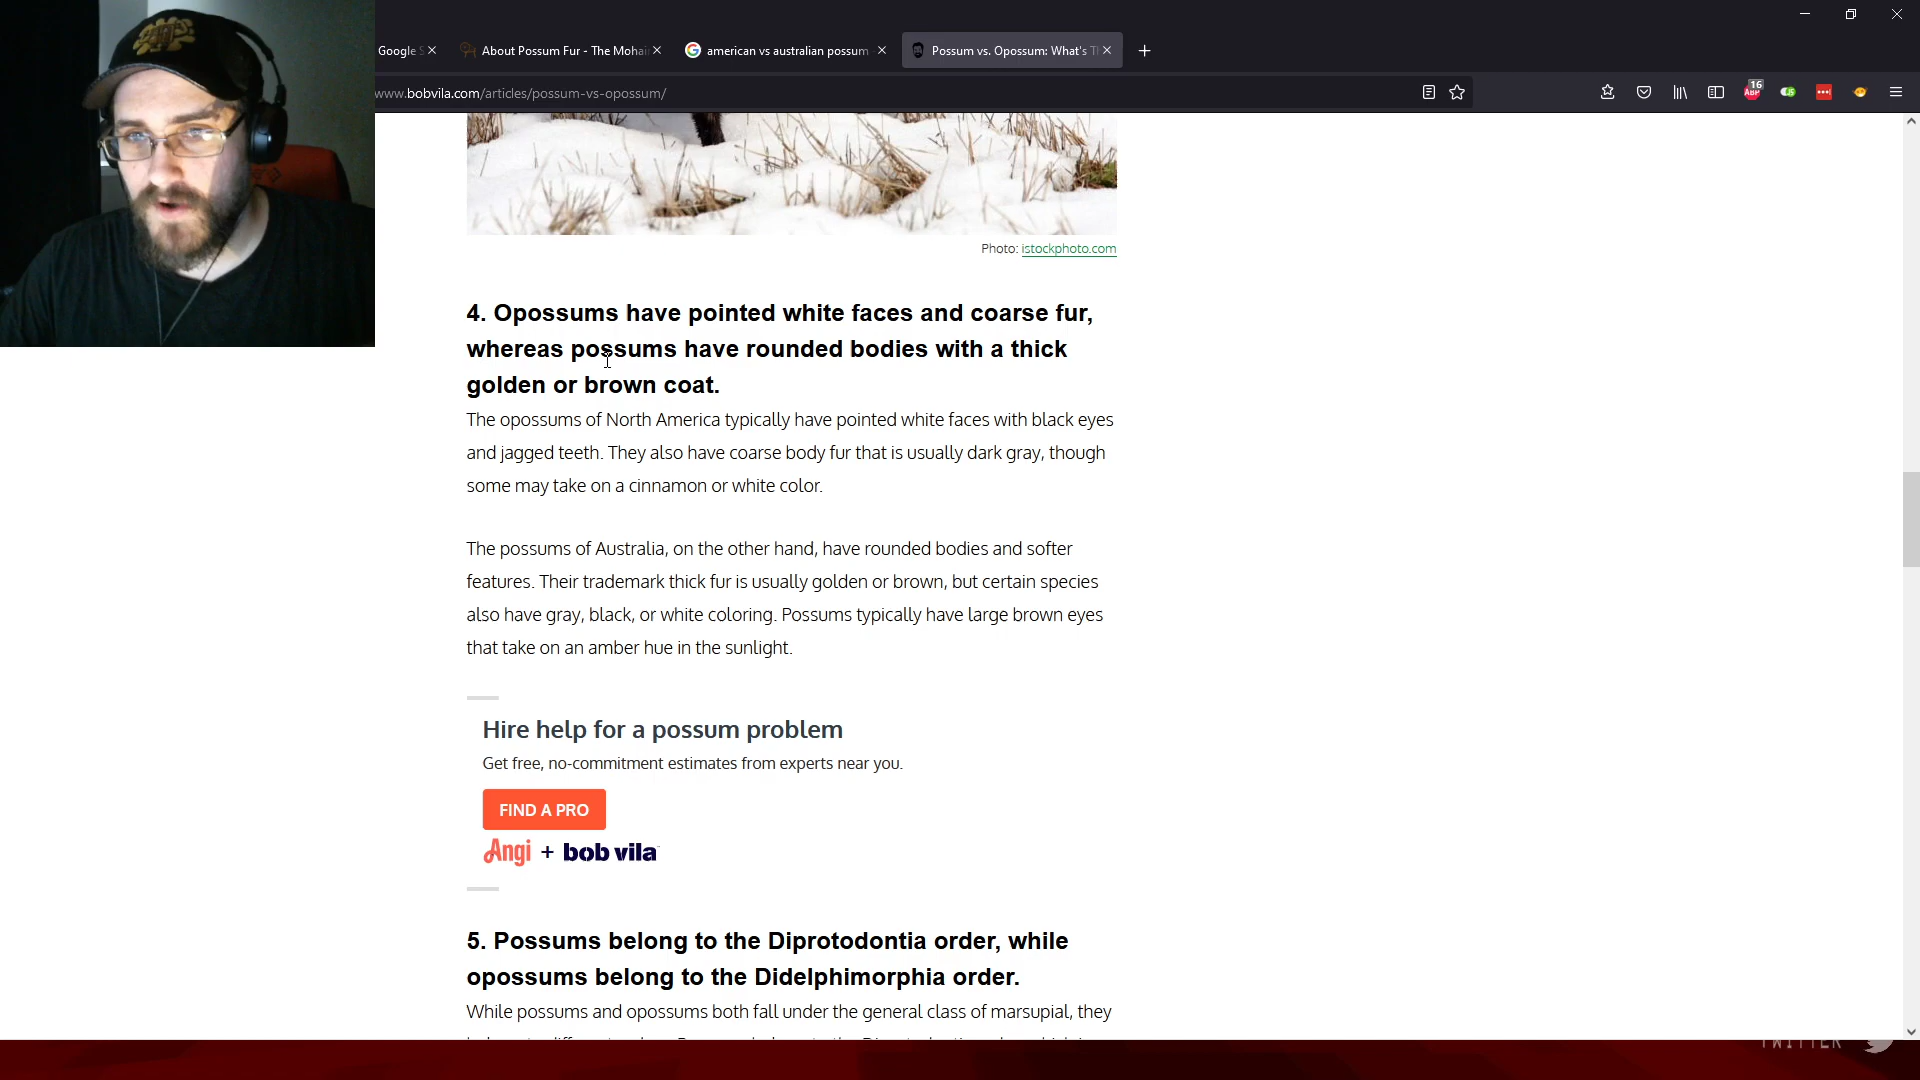 Google S
About Possum Fur - The Mohai
american vs australian possum
Possum vs. Opossum: What's Th
www.bobvila.com/articles/possum-vs-opossum/
16
ABP
Photo: istockphoto.com
4. Opossums have pointed white faces and coarse fur,
whereas possums have rounded bodies with a thick
golden or brown coat.
The opossums of North America typically have pointed white faces with black eyes
and jagged teeth. They also have coarse body fur that is usually dark gray, though
some may take on a cinnamon or white color.
The possums of Australia, on the other hand, have rounded bodies and softer
features. Their trademark thick fur is usually golden or brown, but certain species
also have gray, black, or white coloring. Possums typically have large brown eyes
that take on an amber hue in the sunlight.
Hire help for a possum problem
Get free, no-commitment estimates from experts near you.
FIND A PRO
Angi + bob vila
5. Possums belong to the Diprotodontia order, while
opossums belong to the Didelphimorphia order.
While possums and opossums both fall under the general class of marsupial, they
TWITTER